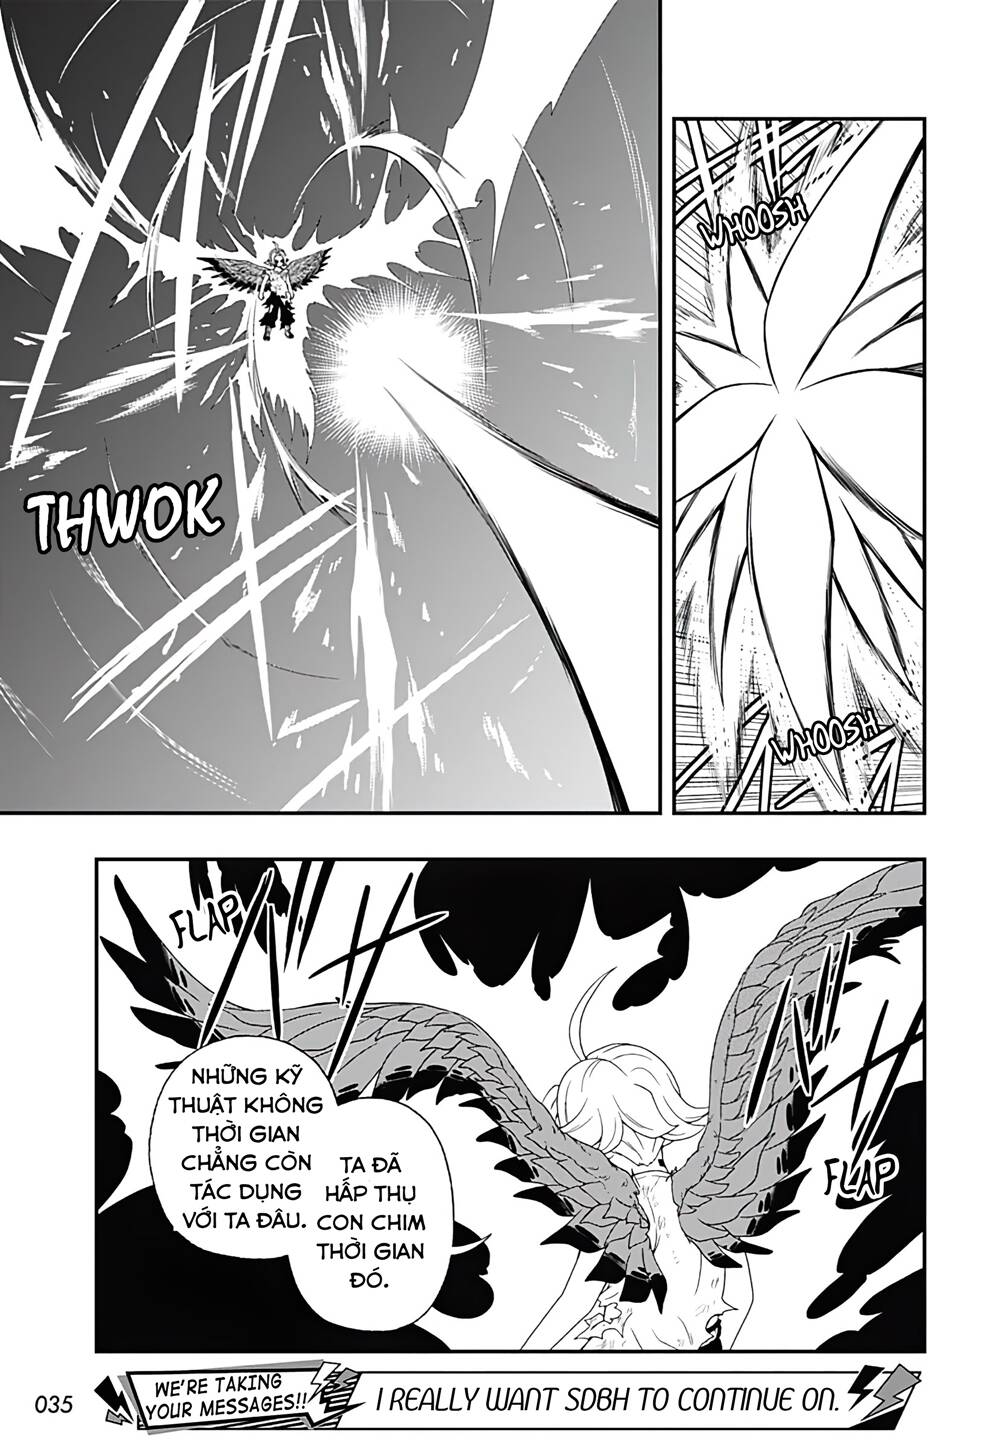 WHOOSH
WHOOSH
THWOK
FLAP
TA ĐÃ
HẤP THỤ
CON CHIM
THỜI GIAN
ĐÓ.
NHỮNG KỸ
THUẬT KHÔNG
THỜI GIAN
CHẲNG CÒN
TÁC DỤNG
VỚI TA ĐÂU.
FLAP
WE'RE TAKING
YOUR MESSAGES!!
I REALLY WANT SDBH TO CONTINUE ON.
035